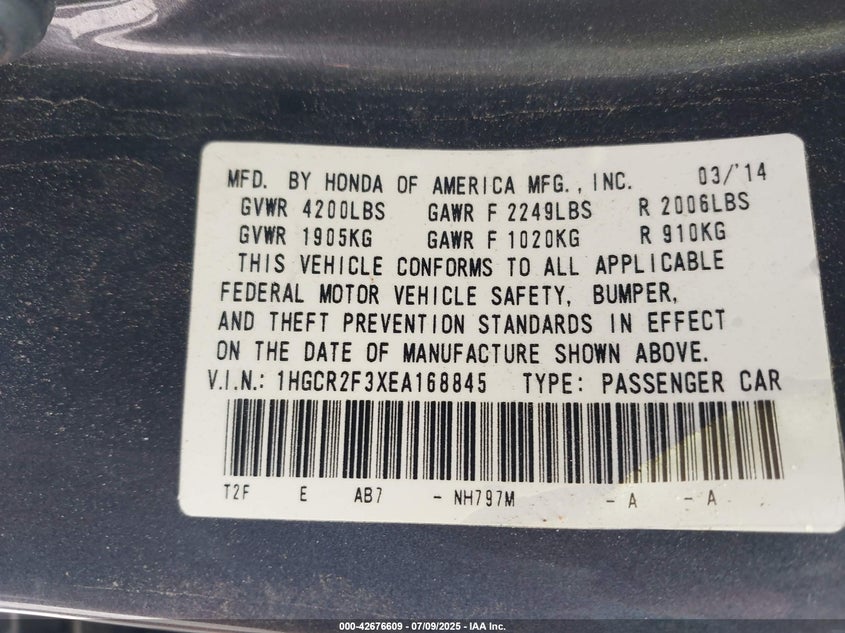 MFD. BY HONDA OF AMERICA MFG., INC. 03/'14
GVWR 4200LBS GAWR F 2249LBS R 2006LBS
GVWR 1905KG GAWR F 1020KG R 910KG
THIS VEHICLE CONFORMS TO ALL APPLICABLE
FEDERAL MOTOR VEHICLE SAFETY, BUMPER,
AND THEFT PREVENTION STANDARDS IN EFFECT
ON THE DATE OF MANUFACTURE SHOWN ABOVE.
V.I.N.: 1HGCR2F3XEA168845 TYPE: PASSENGER CAR
T2F E AB7 - NH797M - A - A
000-42676609 - 07/09/2025 - IAA Inc.